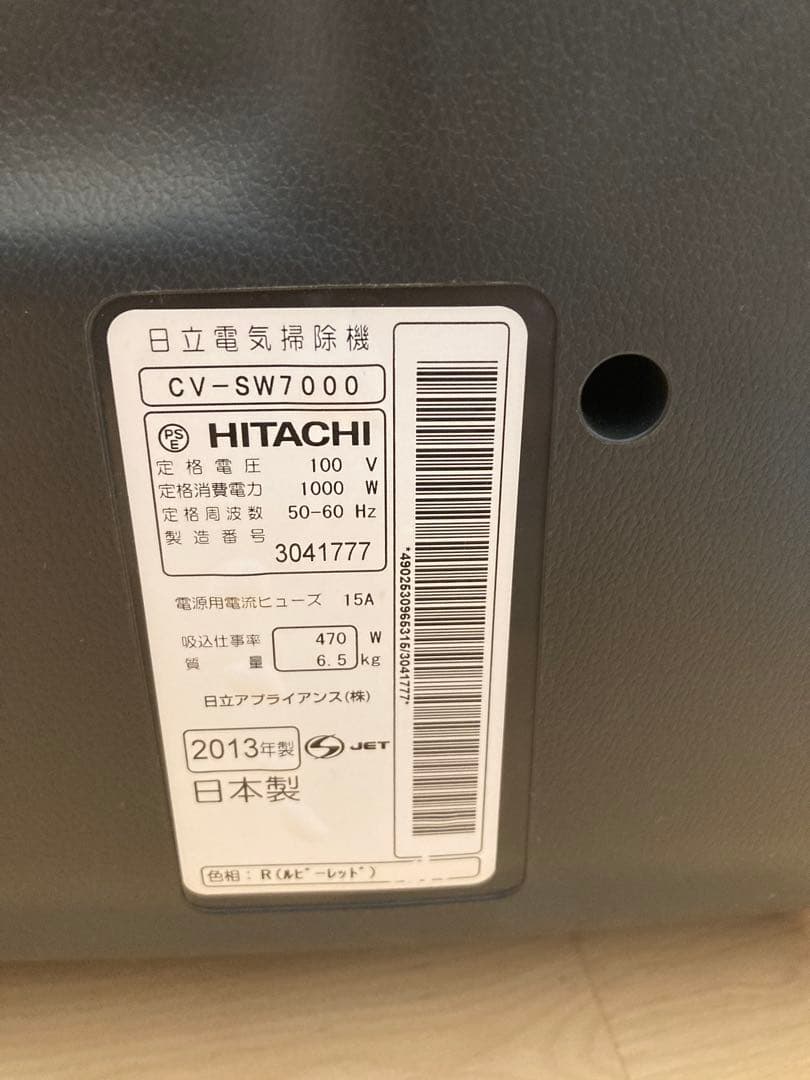 日立電気掃除機
CV-SW7000
PSE HITACHI
定格電圧 100 V
定格消費電力 1000 W
定格周波数 50-60 Hz
製造番号 3041777
電源用電流ヒューズ 15A
吸込仕事率 470 W
質量 6.5kg
日立アプライアンス(株)
2013年製 JET
日本製
色相:R(ルビーレッド)
*4902530965315/3041777*